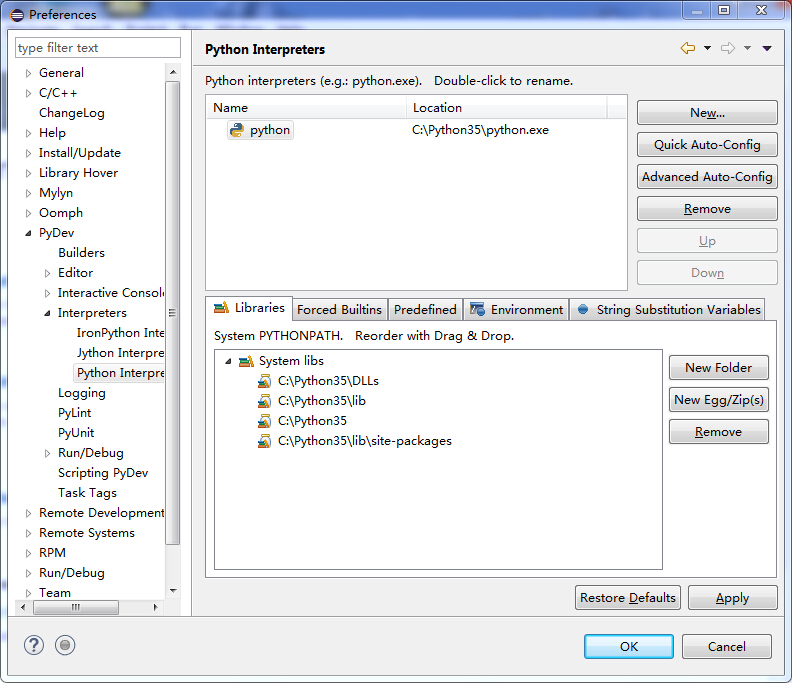 Preferences
type filter text
General
C/C++
ChangeLog
Help
Install/Update
Library Hover
Mylyn
Oomph
PyDev
Builders
Editor
Interactive Consol
Interpreters
IronPython Inte
Jython Interpre
Python Interpre
Logging
PyLint
PyUnit
Run/Debug
Scripting PyDev
Task Tags
Remote Development
Remote Systems
RPM
Run/Debug
Team
Python Interpreters
Python interpreters (e.g.: python.exe).   Double-click to rename.
Name Location
python C:\Python35\python.exe
New...
Quick Auto-Config
Advanced Auto-Config
Remove
Up
Down
Libraries Forced Builtins Predefined Environment String Substitution Variables
System PYTHONPATH.   Reorder with Drag & Drop.
System libs
C:\Python35\DLLs
C:\Python35\lib
C:\Python35
C:\Python35\lib\site-packages
New Folder
New Egg/Zip(s)
Remove
Restore Defaults Apply
? OK Cancel